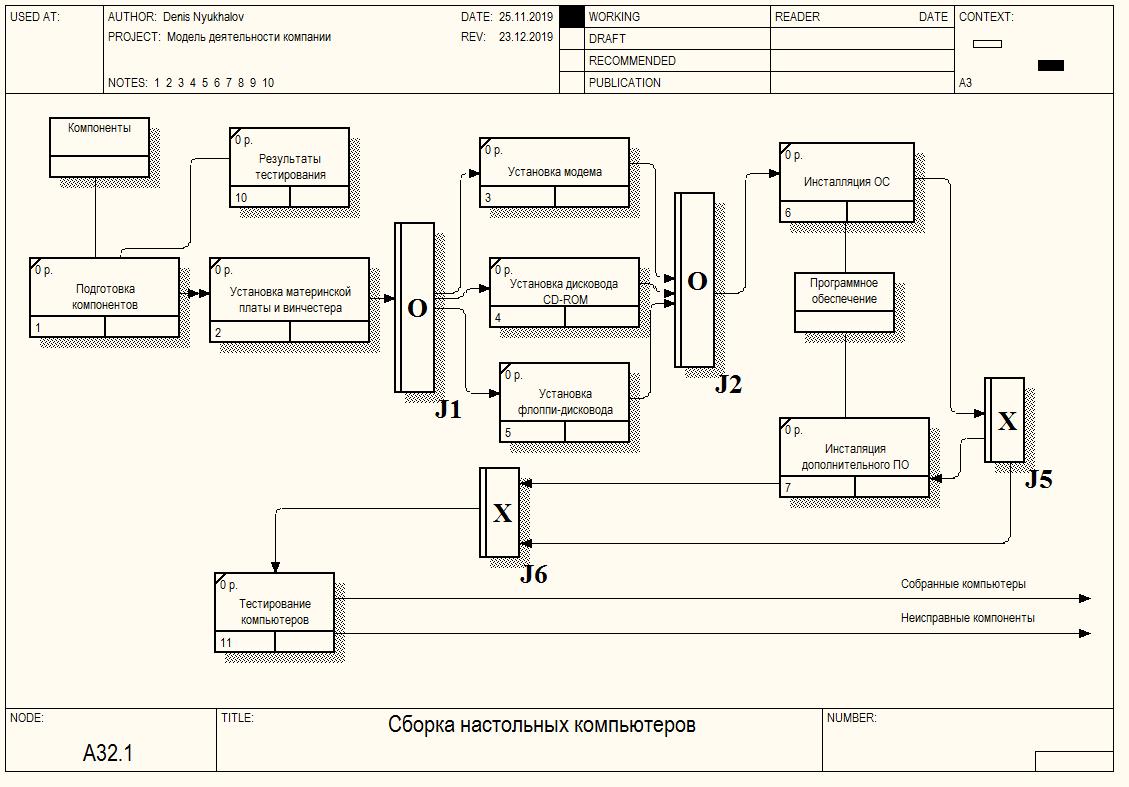 USED AT:
AUTHOR: Denis Nyukhalov
DATE: 25.11.2019
PROJECT: Модель деятельности компании
REV: 23.12.2019
NOTES: 1 2 3 4 5 6 7 8 9 10
WORKING
DRAFT
RECOMMENDED
PUBLICATION
READER
DATE
CONTEXT:
A3
Компоненты
0 р.
Результаты
тестирования
10
0 р.
Подготовка
компонентов
1
0 р.
Установка материнской
платы и винчестера
2
O
J1
0 р.
Установка модема
3
0 р.
Установка дисковода
CD-ROM
4
0 р.
Установка
флоппи-дисковода
5
O
J2
0 р.
Инсталляция ОС
6
Программное
обеспечение
0 р.
Инсталяция
дополнительного ПО
7
X
J5
X
J6
0 р.
Тестирование
компьютеров
11
Собранные компьютеры
Неисправные компоненты
NODE:
A32.1
TITLE:
Сборка настольных компьютеров
NUMBER: